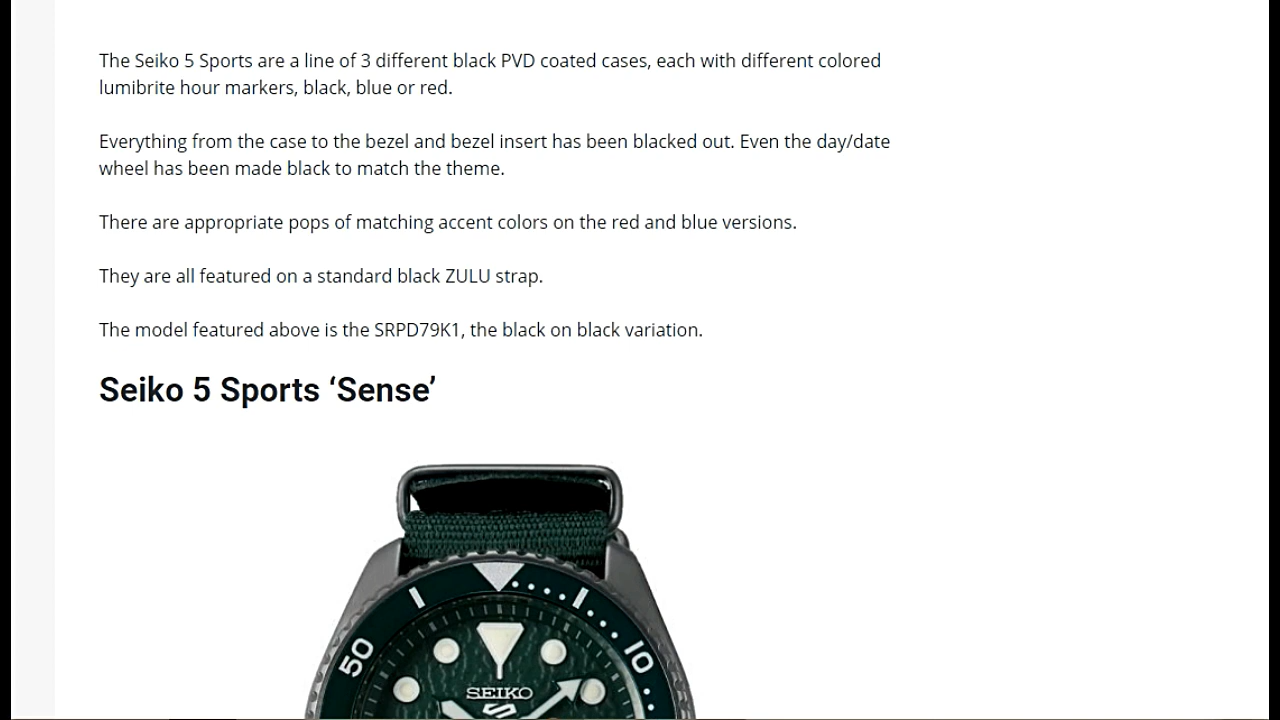 The Seiko 5 Sports are a line of 3 different black PVD coated cases, each with different colored
lumibrite hour markers, black, blue or red.
Everything from the case to the bezel and bezel insert has been blacked out. Even the day/date
wheel has been made black to match the theme.
There are appropriate pops of matching accent colors on the red and blue versions.
They are all featured on a standard black ZULU strap.
The model featured above is the SRPD79K1, the black on black variation.
Seiko 5 Sports ‘Sense’
50
10
SEIKO
5